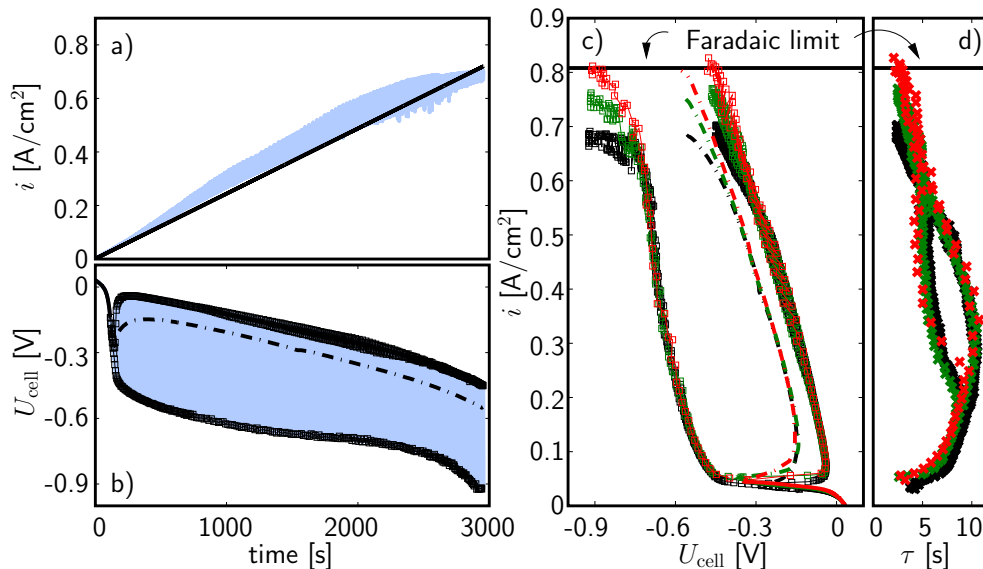 a)
i [A/cm²]
0.8
0.6
0.4
0.2
0
b)
U_cell [V]
0
-0.3
-0.6
-0.9
0
1000
2000
3000
time [s]
c)
Faradaic limit
d)
i [A/cm²]
0.9
0.8
0.7
0.6
0.5
0.4
0.3
0.2
0.1
0
-0.9
-0.6
-0.3
0
U_cell [V]
0
5
10
τ [s]